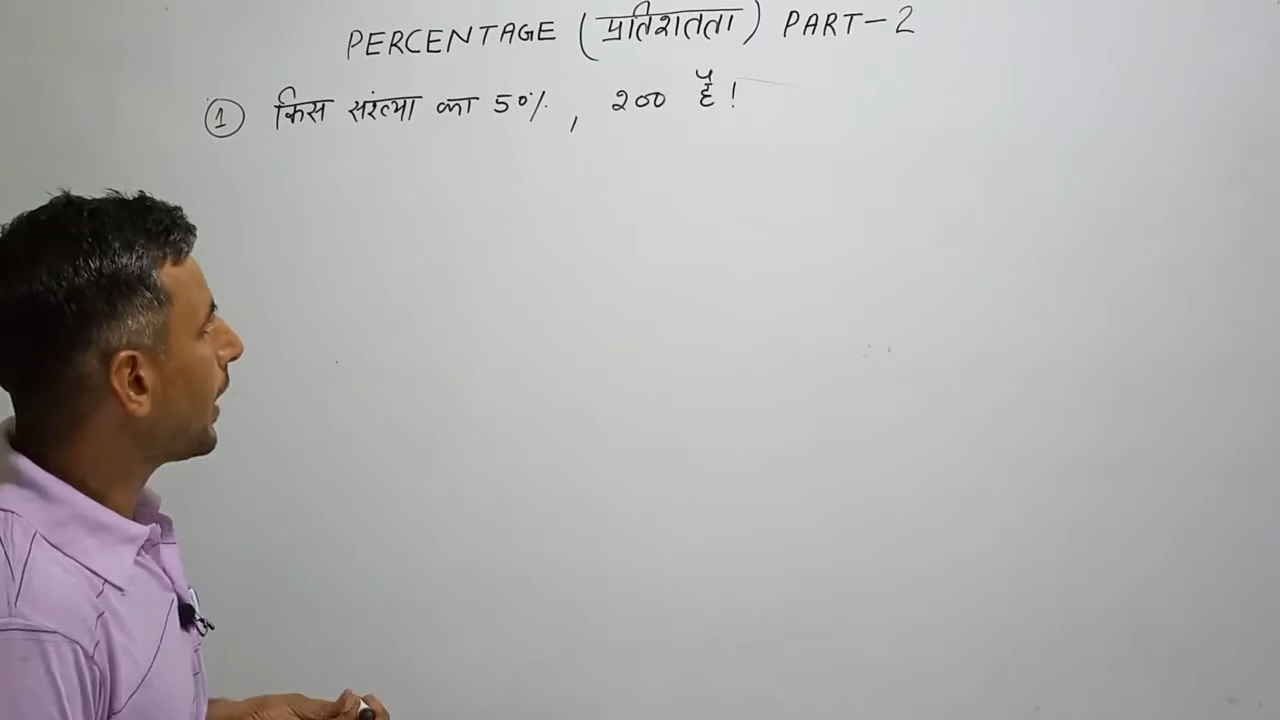 PERCENTAGE (प्रतिशतता) PART-2
① किस संख्या का 50%, 200 है!